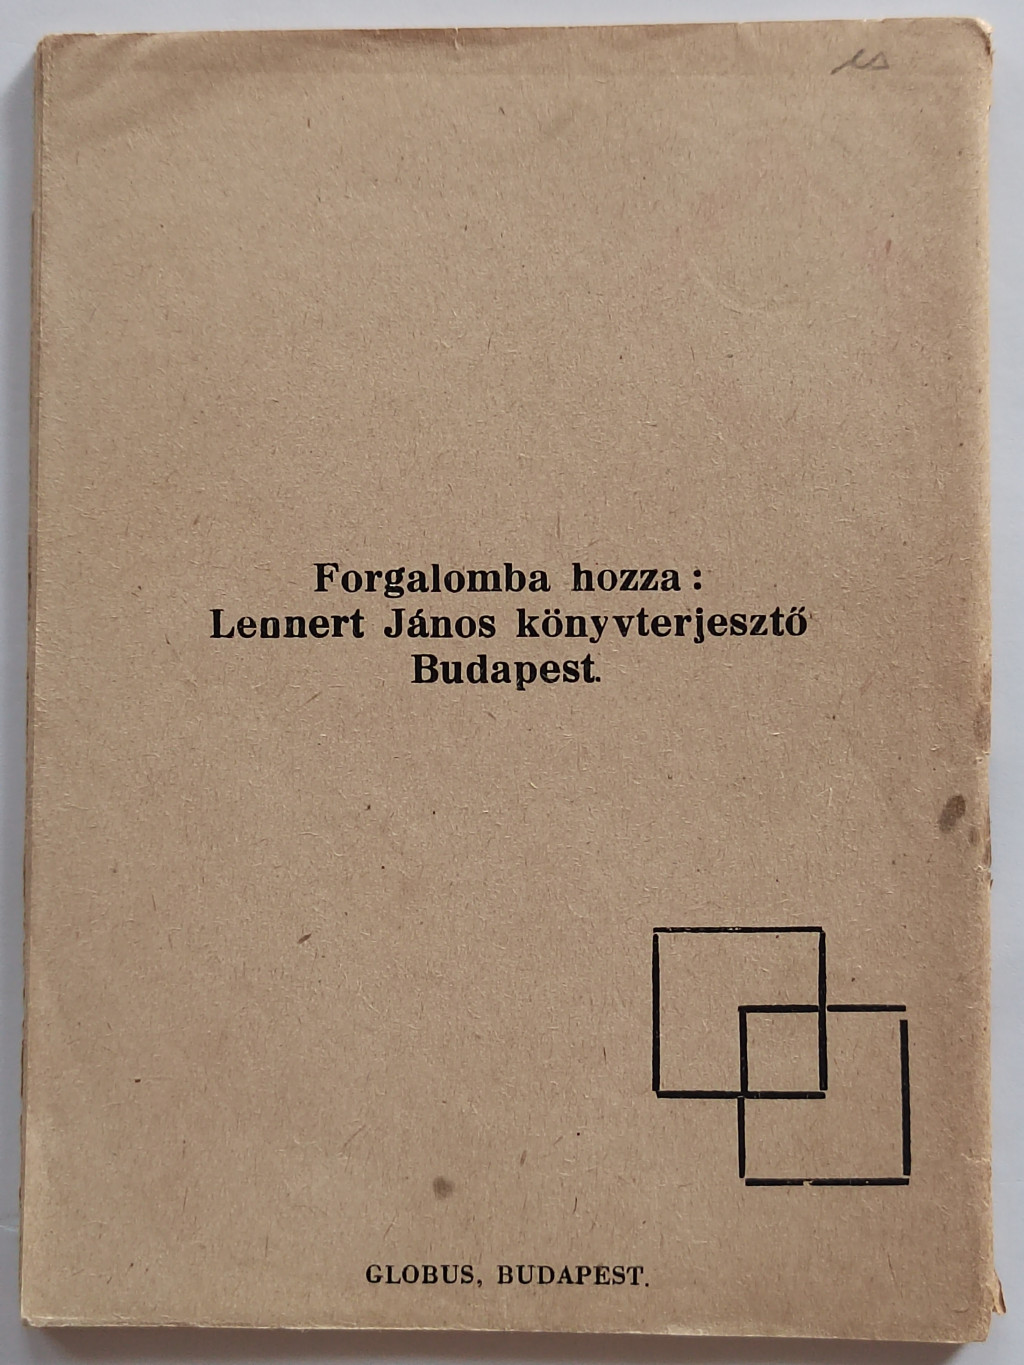 Forgalomba hozza :
Lennert János könyvterjesztő
Budapest.
GLOBUS, BUDAPEST.